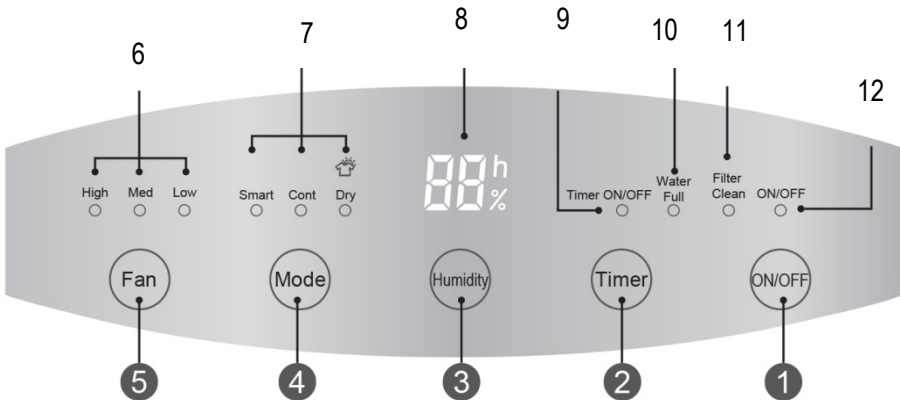 6 7 8 9 10 11 12
High Med Low
Smart Cont Dry
88 h
%
Timer ON/OFF
Water
Full
Filter
Clean
ON/OFF
Fan Mode Humidity Timer ON/OFF
5 4 3 2 1